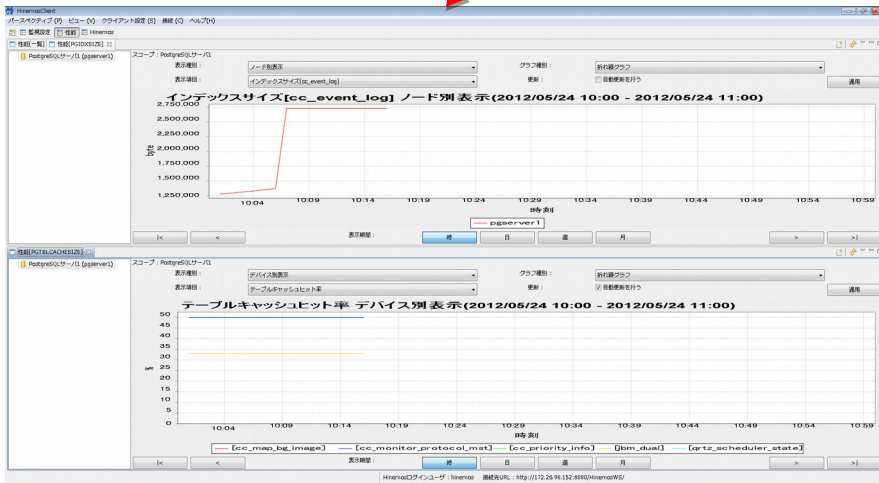 HinemosClient
パースペクティブ (P) ビュー (V) クライアント設定 (S) 接続 (C) ヘルプ(H)
監視設定 性能 Hinemos
性能[一覧] 性能[PGIDXSIZE]
PostgreSQLサーバ1 (pgserver1)
スコープ : PostgreSQLサーバ1
表示種別 : ノード別表示 グラフ種別 : 折れ線グラフ
表示項目 : インデックスサイズ[cc_event_log] 更新 : 自動更新を行う 適用
インデックスサイズ[cc_event_log] ノード別表示(2012/05/24 10:00 - 2012/05/24 11:00)
2,750,000
2,500,000
2,250,000
2,000,000
1,750,000
1,500,000
1,250,000
byte
10:04 10:09 10:14 10:19 10:24 10:29 10:34 10:39 10:44 10:49 10:54 10:59
時刻
pgserver1
|< < 表示期間 : 時 日 週 月 > >|
性能[PGTBLCACHESIZE]
PostgreSQLサーバ1 (pgserver1)
スコープ : PostgreSQLサーバ1
表示種別 : デバイス別表示 グラフ種別 : 折れ線グラフ
表示項目 : テーブルキャッシュヒット率 更新 : 自動更新を行う 適用
テーブルキャッシュヒット率 デバイス別表示(2012/05/24 10:00 - 2012/05/24 11:00)
50
45
40
35
30
25
20
15
10
5
0
%
10:04 10:09 10:14 10:19 10:24 10:29 10:34 10:39 10:44 10:49 10:54 10:59
時刻
[cc_map_bg_image] [cc_monitor_protocol_mst] [cc_priority_info] [jbm_dual] [qrtz_scheduler_state]
|< < 表示期間 : 時 日 週 月 > >|
Hinemosログインユーザ : hinemos 接続先URL : http://172.26.98.152:8080/HinemosWS/